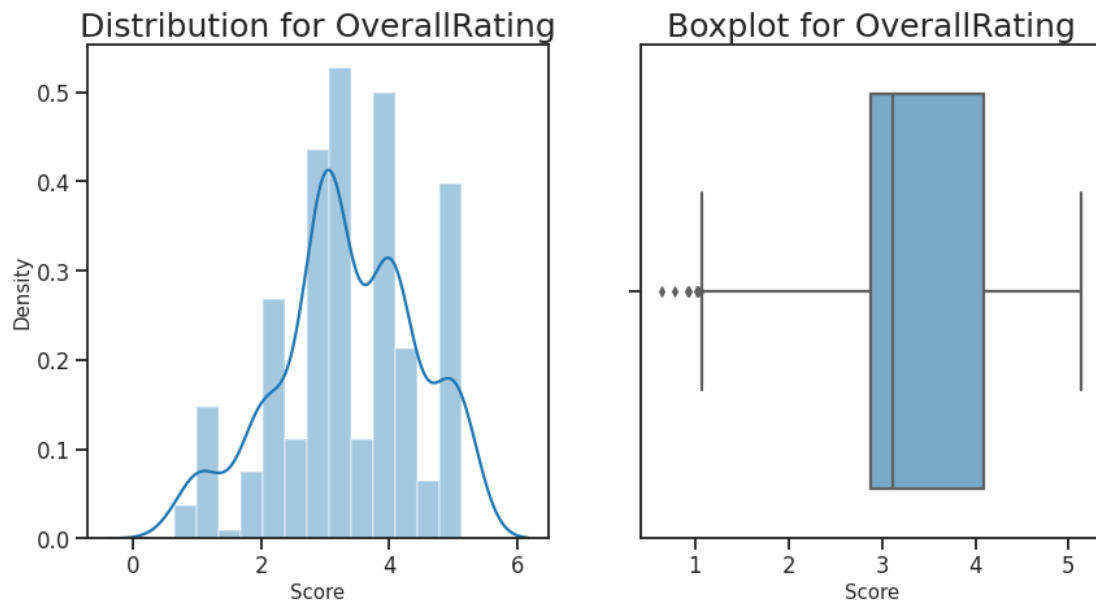 Distribution for OverallRating
0.5
0.4
0.3
0.2
0.1
0.0
Density
0 2 4 6
Score
Boxplot for OverallRating
1 2 3 4 5
Score